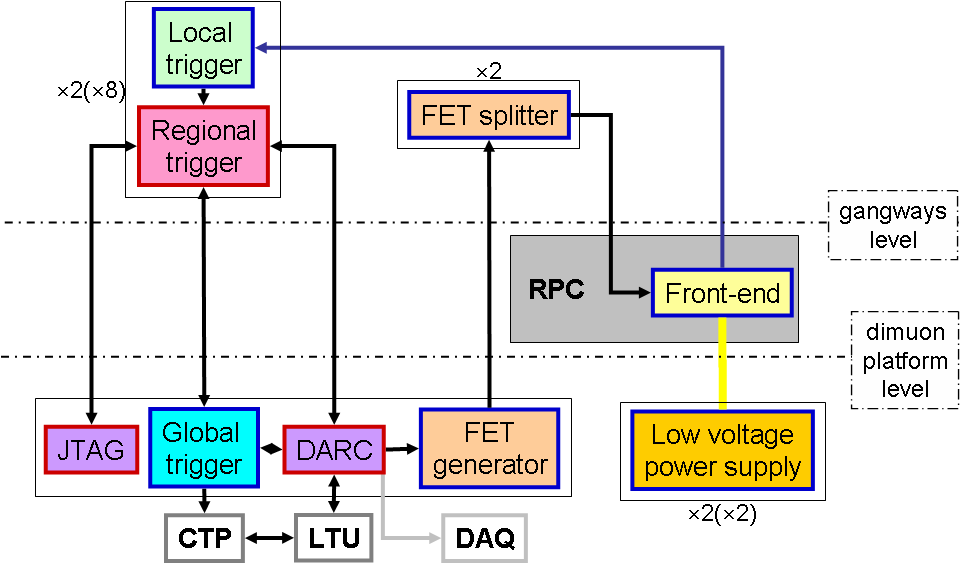 Local
trigger
×2(×8)
Regional
trigger
×2
FET splitter
gangways
level
RPC
Front-end
dimuon
platform
level
JTAG
Global
trigger
DARC
FET
generator
Low voltage
power supply
×2(×2)
CTP
LTU
DAQ